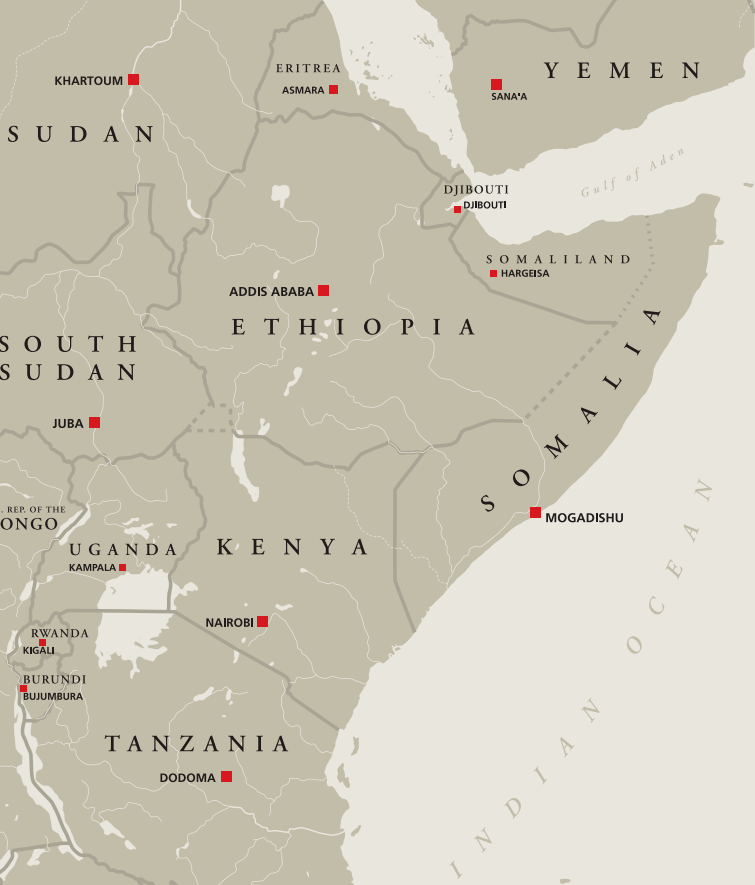 ERITREA
YEMEN
KHARTOUM
ASMARA
SANA'A
SUDAN
Gulf of Aden
DJIBOUTI
DJIBOUTI
SOMALILAND
HARGEISA
ADDIS ABABA
ETHIOPIA
SOUTH
SUDAN
SOMALIA
JUBA
. REP. OF THE
ONGO
MOGADISHU
UGANDA
KENYA
KAMPALA
INDIAN OCEAN
NAIROBI
RWANDA
KIGALI
BURUNDI
BUJUMBURA
TANZANIA
DODOMA